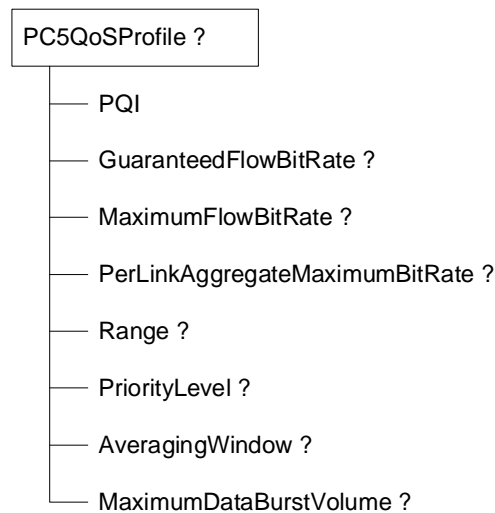 PC5QoSProfile ?
PQI
GuaranteedFlowBitRate ?
MaximumFlowBitRate ?
PerLinkAggregateMaximumBitRate ?
Range ?
PriorityLevel ?
AveragingWindow ?
MaximumDataBurstVolume ?